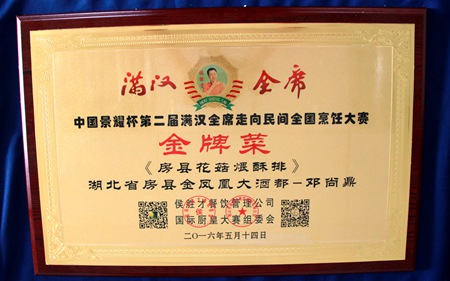 满汉全席
中国景耀杯第二届满汉全席走向民间全国烹饪大赛
金牌菜
《房县花菇煨酥排》
湖北省房县金凤凰大酒都-邓尚鼎
侯胜才餐饮管理公司
国际厨皇大赛组委会
二〇一六年五月十四日